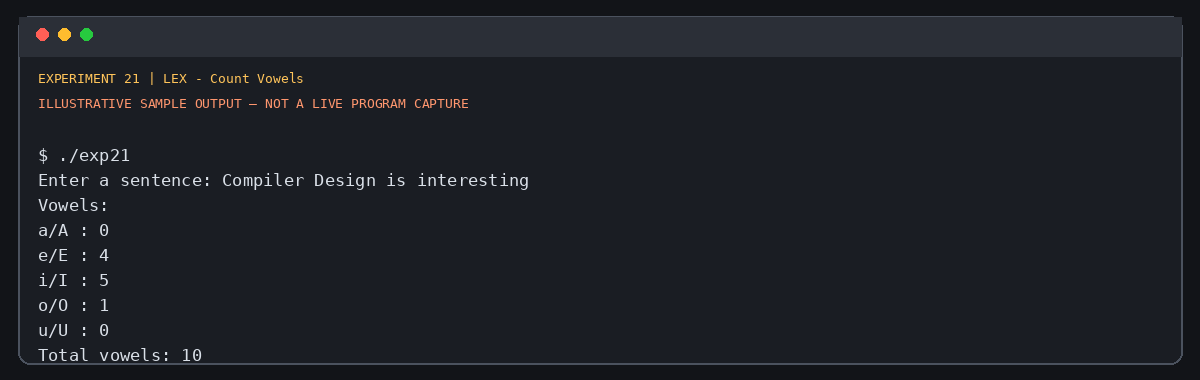 EXPERIMENT 21 | LEX - Count Vowels
ILLUSTRATIVE SAMPLE OUTPUT — NOT A LIVE PROGRAM CAPTURE
$ ./exp21
Enter a sentence: Compiler Design is interesting
Vowels:
a/A : 0
e/E : 4
i/I : 5
o/O : 1
u/U : 0
Total vowels: 10